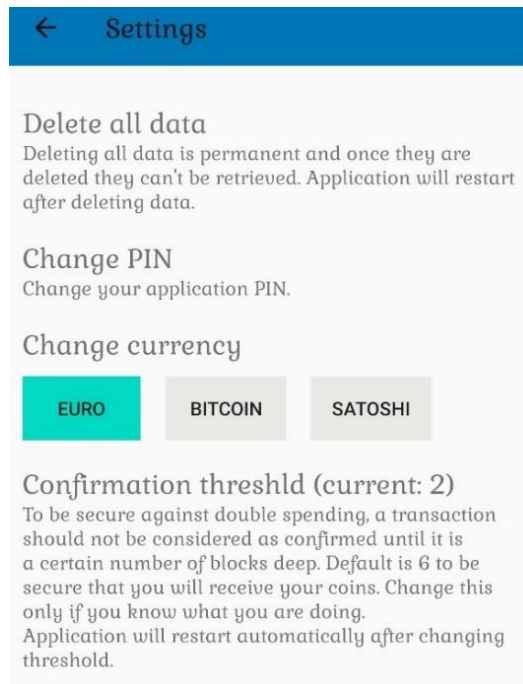 Settings
Delete all data
Deleting all data is permanent and once they are
deleted they can't be retrieved. Application will restart
after deleting data.
Change PIN
Change your application PIN.
Change currency
EURO BITCOIN SATOSHI
Confirmation threshld (current: 2)
To be secure against double spending, a transaction
should not be considered as confirmed until it is
a certain number of blocks deep. Default is 6 to be
secure that you will receive your coins. Change this
only if you know what you are doing.
Application will restart automatically after changing
threshold.